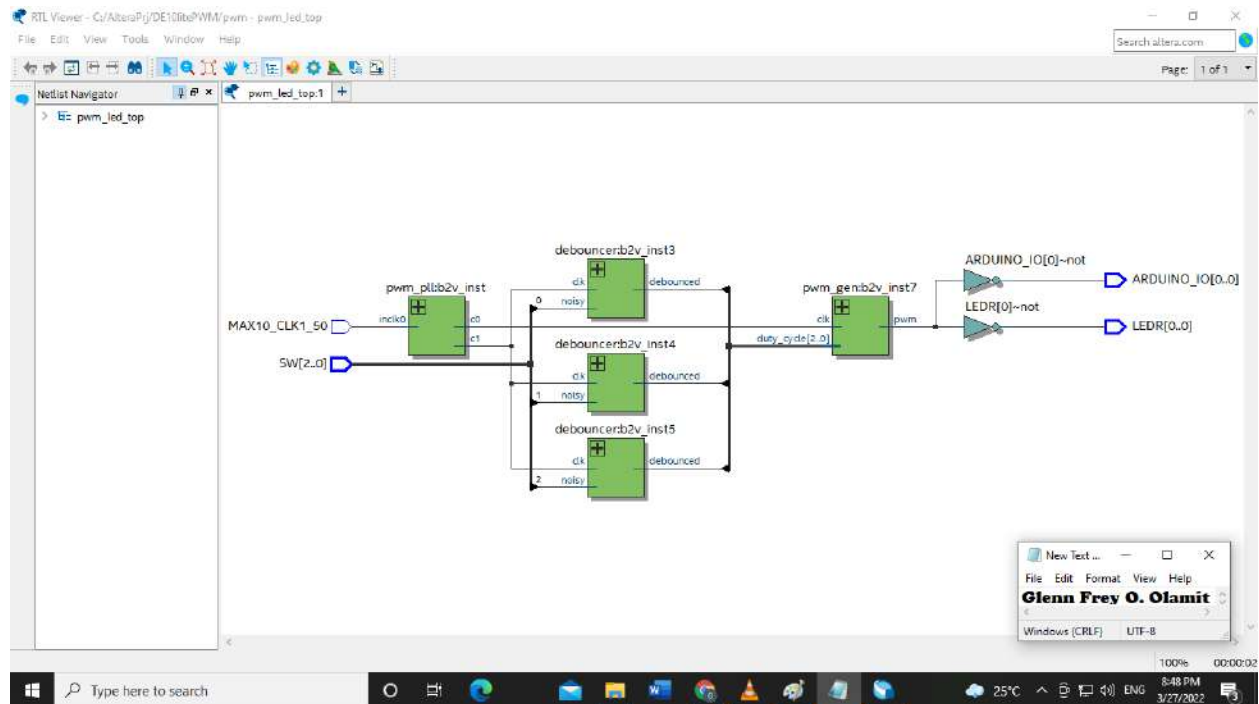 RTL Viewer - C:/AlteraPrj/DE10litePWM/pwm - pwm_led_top
File Edit View Tools Window Help
Search altera.com
Page: 1 of 1
Netlist Navigator
pwm_led_top:1
pwm_led_top
debouncer:b2v_inst3
clk
debounced
0
noisy
ARDUINO_IO[0]~not
ARDUINO_IO[0..0]
pwm_pll:b2v_inst
pwm_gen:b2v_inst7
LEDR[0]~not
MAX10_CLK1_50
inclk0
c0
clk
pwm
LEDR[0..0]
c1
duty_cycle[2..0]
SW[2..0]
debouncer:b2v_inst4
clk
debounced
1
noisy
debouncer:b2v_inst5
clk
debounced
2
noisy
New Text ...
File Edit Format View Help
Glenn Frey O. Olamit
Windows (CRLF) UTF-8
100% 00:00:02
Type here to search
25°C ENG
8:48 PM
3/27/2022
3